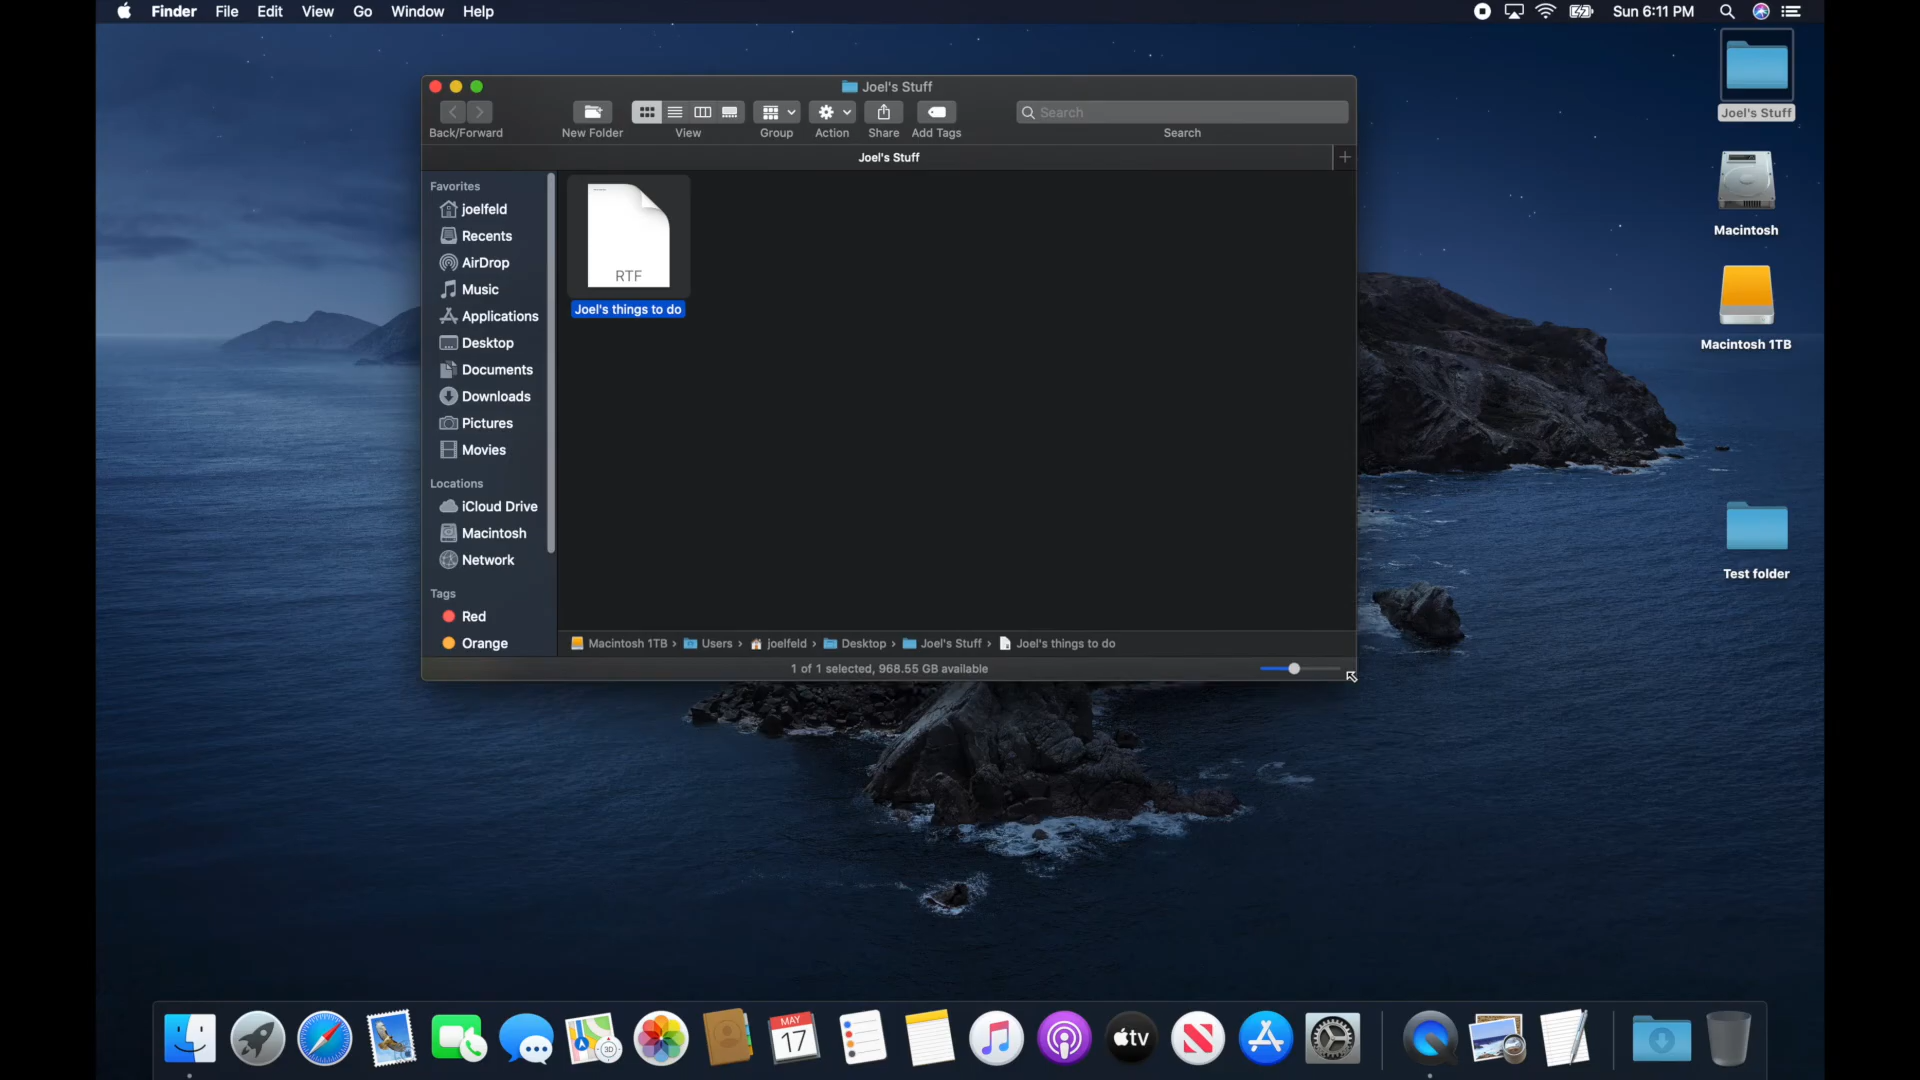 Finder File Edit View Go Window Help Sun 6:11 PM
Joel's Stuff
Search
Back/Forward New Folder View Group Action Share Add Tags Search
Joel's Stuff
Favorites
joelfeld
Recents
AirDrop
Music
Applications
Desktop
Documents
Downloads
Pictures
Movies
Locations
iCloud Drive
Macintosh
Network
Tags
Red
Orange
RTF
Joel's things to do
Macintosh 1TB › Users › joelfeld › Desktop › Joel's Stuff › Joel's things to do
1 of 1 selected, 968.55 GB available
Joel's Stuff
Macintosh
Macintosh 1TB
Test folder
3D
MAY
17
tv